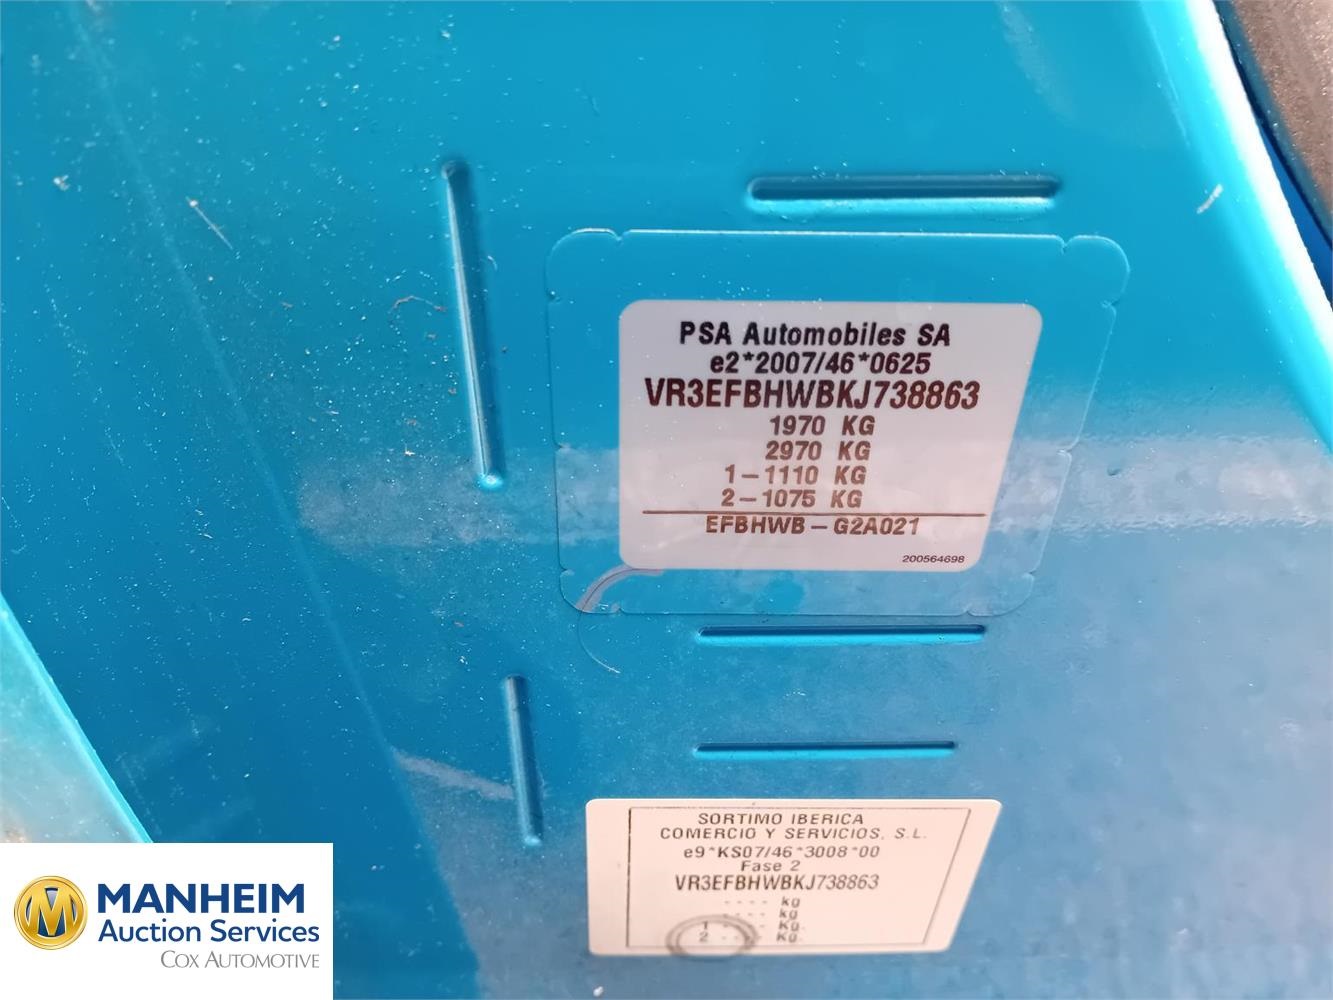 PSA Automobiles SA
e2*2007/46*0625
VR3EFBHWBKJ738863
1970 KG
2970 KG
1-1110 KG
2-1075 KG
EFBHWB-G2A021
200564698
SORTIMO IBERICA
COMERCIO Y SERVICIOS, S.L.
e9*KS07/46*3008*00
Fase 2
VR3EFBHWBKJ738863
---- kg
---- kg
1 ---- Kg.
2 ---- Kg.
MANHEIM
Auction Services
COX AUTOMOTIVE